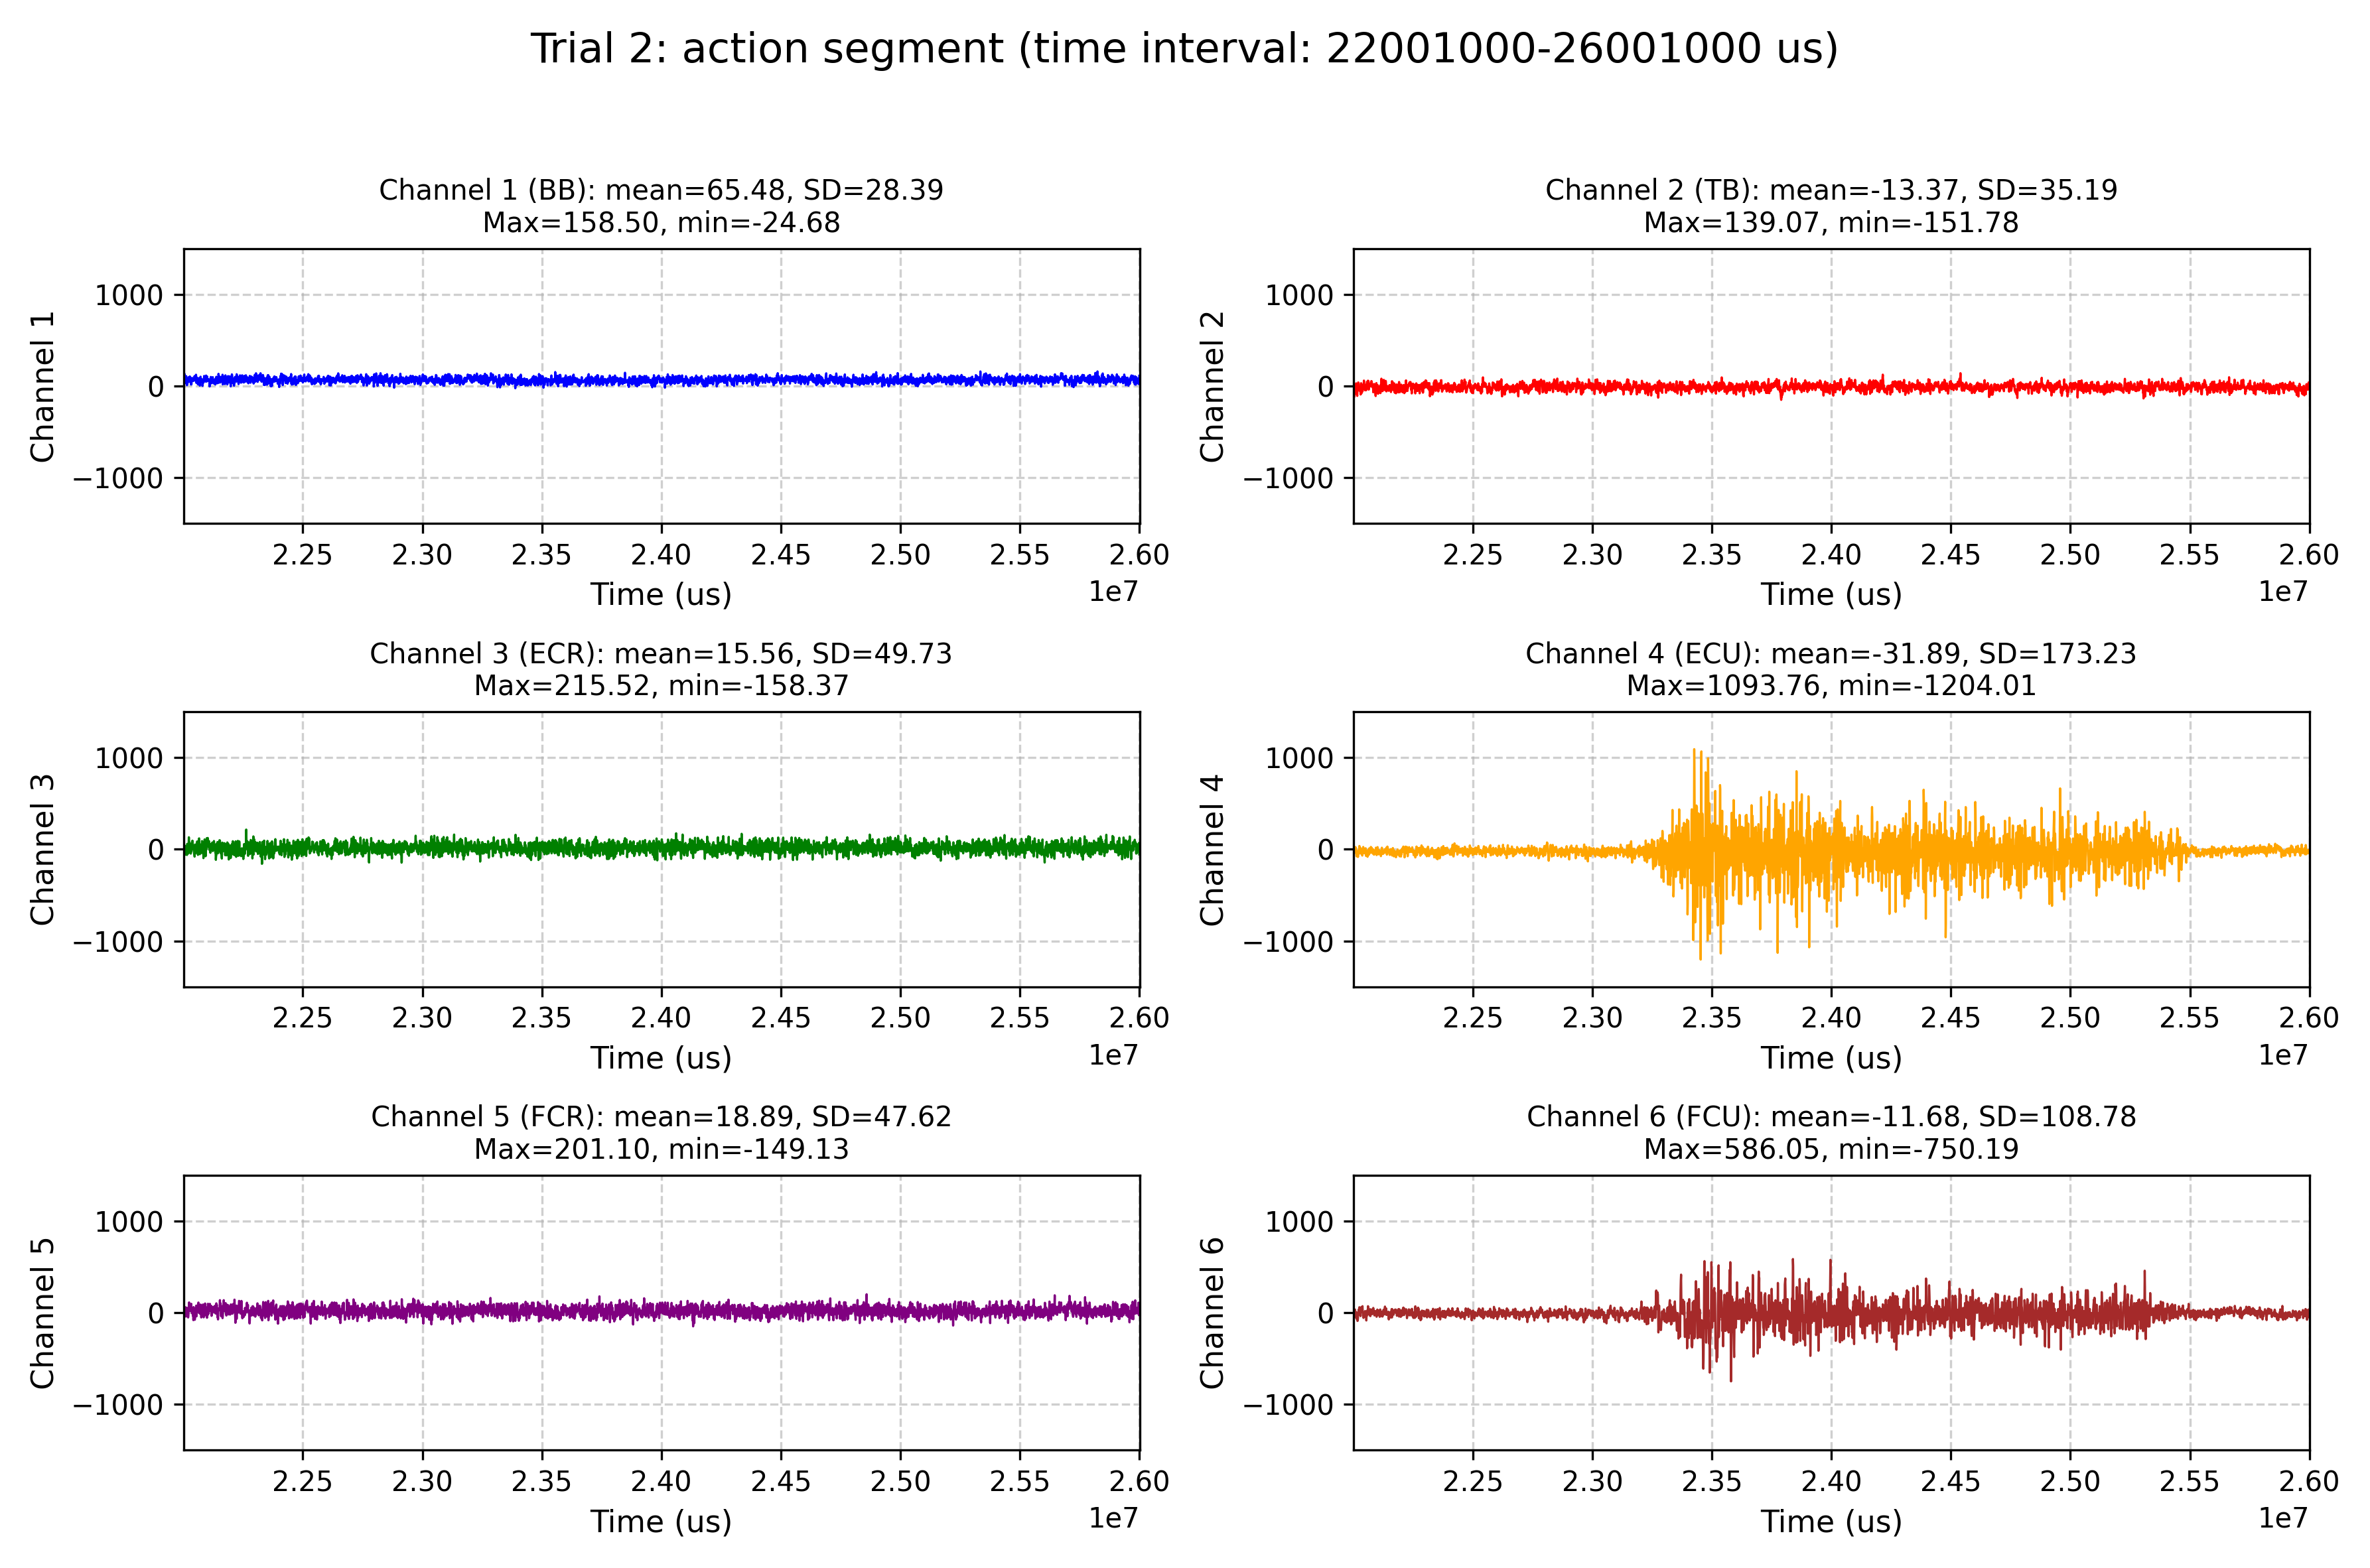 Trial 2: action segment (time interval: 22001000-26001000 us)
Channel 1 (BB): mean=65.48, SD=28.39
Max=158.50, min=-24.68
Channel 1
1000
0
−1000
2.25 2.30 2.35 2.40 2.45 2.50 2.55 2.60
Time (us)
1e7
Channel 2 (TB): mean=-13.37, SD=35.19
Max=139.07, min=-151.78
Channel 2
1000
0
−1000
2.25 2.30 2.35 2.40 2.45 2.50 2.55 2.60
Time (us)
1e7
Channel 3 (ECR): mean=15.56, SD=49.73
Max=215.52, min=-158.37
Channel 3
1000
0
−1000
2.25 2.30 2.35 2.40 2.45 2.50 2.55 2.60
Time (us)
1e7
Channel 4 (ECU): mean=-31.89, SD=173.23
Max=1093.76, min=-1204.01
Channel 4
1000
0
−1000
2.25 2.30 2.35 2.40 2.45 2.50 2.55 2.60
Time (us)
1e7
Channel 5 (FCR): mean=18.89, SD=47.62
Max=201.10, min=-149.13
Channel 5
1000
0
−1000
2.25 2.30 2.35 2.40 2.45 2.50 2.55 2.60
Time (us)
1e7
Channel 6 (FCU): mean=-11.68, SD=108.78
Max=586.05, min=-750.19
Channel 6
1000
0
−1000
2.25 2.30 2.35 2.40 2.45 2.50 2.55 2.60
Time (us)
1e7